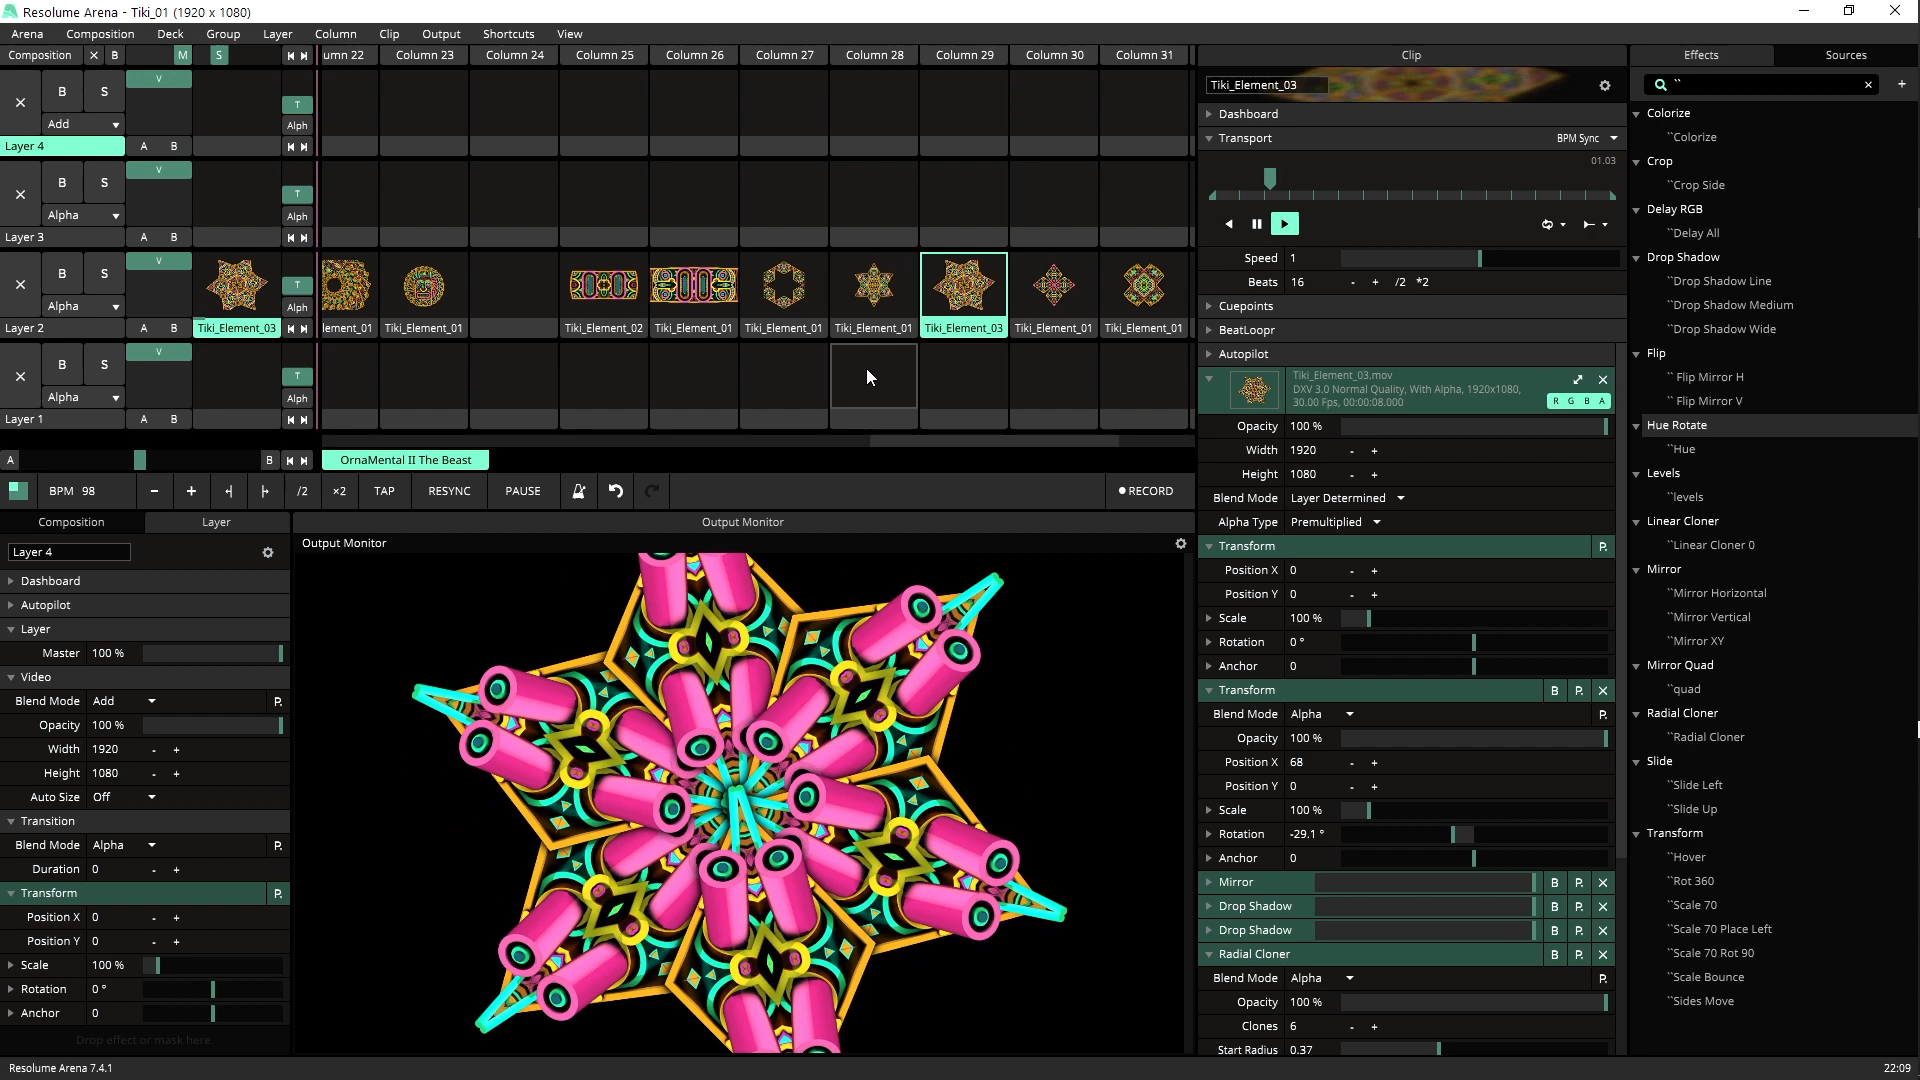 Resolume Arena - Tiki_01 (1920 x 1080)
Arena Composition Deck Group Layer Column Clip Output Shortcuts View
Composition B M S umn 22 Column 23 Column 24 Column 25 Column 26 Column 27 Column 28 Column 29 Column 30 Column 31
V
B S
T
Add Alph
Layer 4 A B
V
B S
T
Alpha Alph
Layer 3 A B
V
B S
T
Alpha Alph
Layer 2 A B Tiki_Element_03 lement_01 Tiki_Element_01 Tiki_Element_02 Tiki_Element_01 Tiki_Element_01 Tiki_Element_01 Tiki_Element_03 Tiki_Element_01 Tiki_Element_01
V
B S
T
Alpha Alph
Layer 1 A B
A B OrnaMental II The Beast
BPM 98 - + /2 ×2 TAP RESYNC PAUSE RECORD
Composition Layer
Layer 4
Dashboard
Autopilot
Layer
Master 100 %
Video
Blend Mode Add P.
Opacity 100 %
Width 1920 - +
Height 1080 - +
Auto Size Off
Transition
Blend Mode Alpha P.
Duration 0 - +
Transform P.
Position X 0 - +
Position Y 0 - +
Scale 100 %
Rotation 0 °
Anchor 0
Drop effect or mask here.
Output Monitor
Output Monitor
Clip
Tiki_Element_03
Dashboard
Transport BPM Sync
01.03
Speed 1
Beats 16 - + /2 *2
Cuepoints
BeatLoopr
Autopilot
Tiki_Element_03.mov
DXV 3.0 Normal Quality, With Alpha, 1920x1080,
30.00 Fps, 00:00:08.000
R G B A
Opacity 100 %
Width 1920 - +
Height 1080 - +
Blend Mode Layer Determined
Alpha Type Premultiplied
Transform P.
Position X 0 - +
Position Y 0 - +
Scale 100 %
Rotation 0 °
Anchor 0
Transform B P.
Blend Mode Alpha P.
Opacity 100 %
Position X 68 - +
Position Y 0 - +
Scale 100 %
Rotation -29.1 °
Anchor 0
Mirror B P.
Drop Shadow B P.
Drop Shadow B P.
Radial Cloner B P.
Blend Mode Alpha P.
Opacity 100 %
Clones 6 - +
Start Radius 0.37
Effects Sources
`` +
Colorize
``Colorize
Crop
``Crop Side
Delay RGB
``Delay All
Drop Shadow
``Drop Shadow Line
``Drop Shadow Medium
``Drop Shadow Wide
Flip
`` Flip Mirror H
`` Flip Mirror V
Hue Rotate
``Hue
Levels
``levels
Linear Cloner
``Linear Cloner 0
Mirror
``Mirror Horizontal
``Mirror Vertical
``Mirror XY
Mirror Quad
``quad
Radial Cloner
``Radial Cloner
Slide
``Slide Left
``Slide Up
Transform
``Hover
``Rot 360
``Scale 70
``Scale 70 Place Left
``Scale 70 Rot 90
``Scale Bounce
``Sides Move
Resolume Arena 7.4.1
22:09